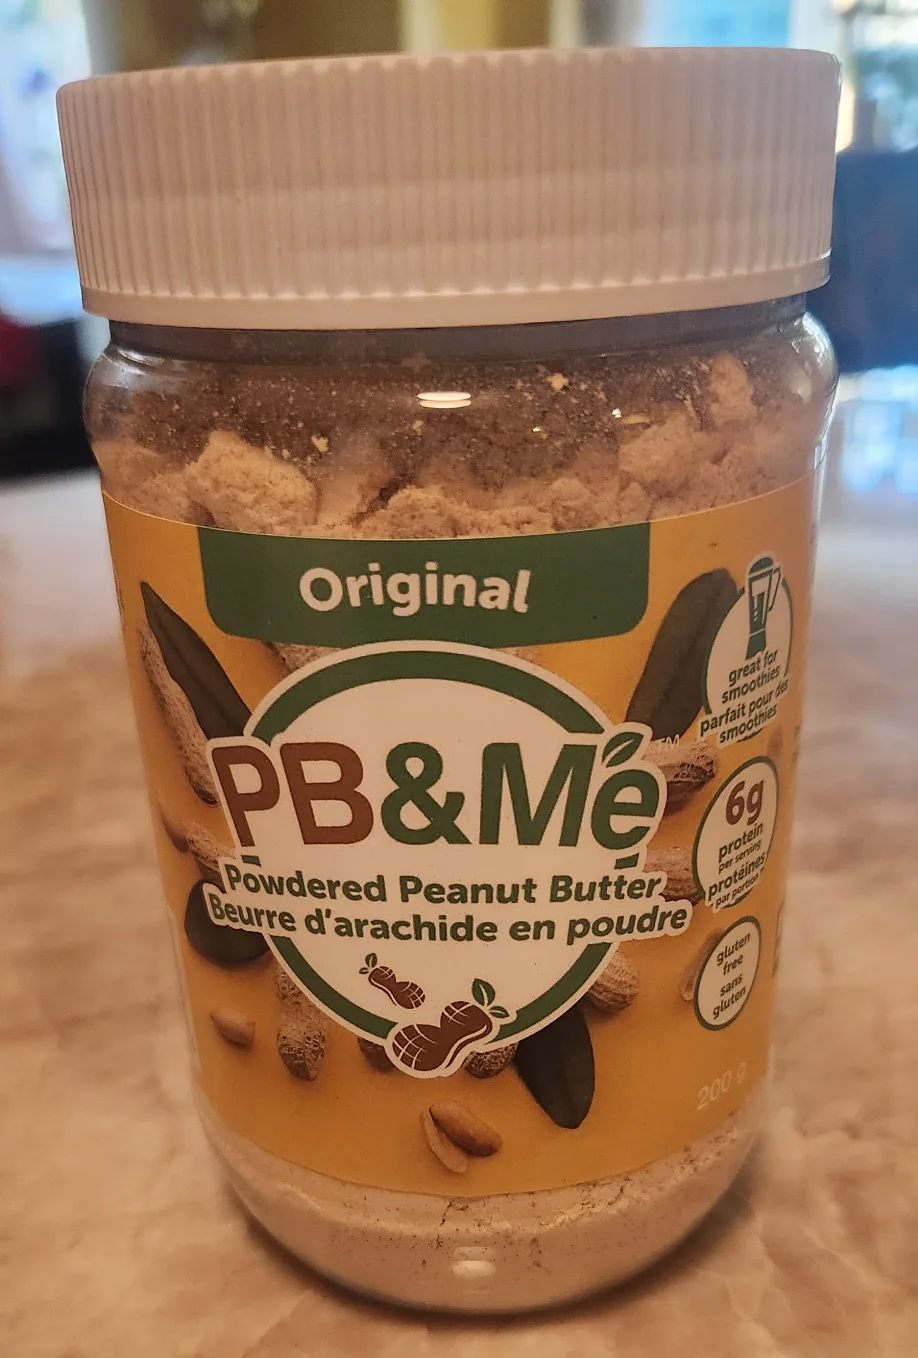 Original
PB&Me
TM
Powdered Peanut Butter
Beurre d'arachide en poudre
great for
smoothies
parfait pour des
smoothies
6g
protein
per serving
protéines
par portion
gluten
free
sans
gluten
200 g